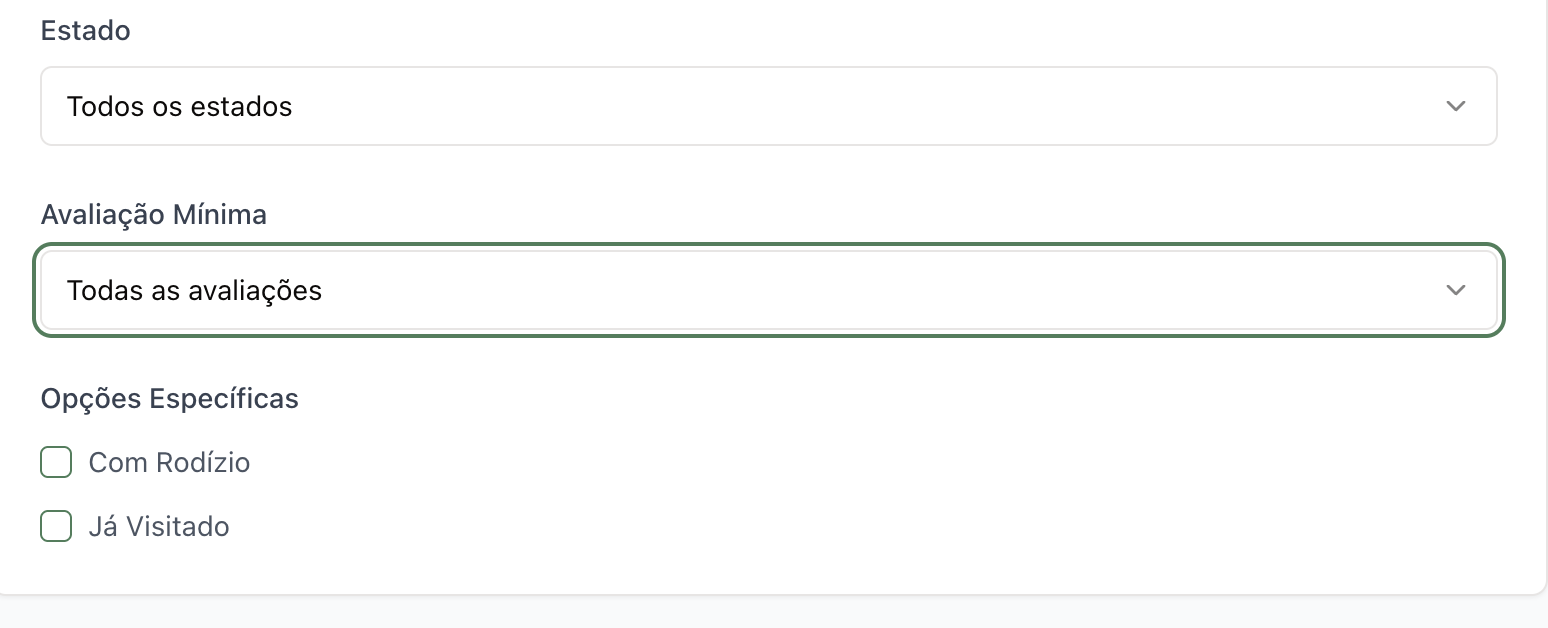 Estado
Todos os estados
Avaliação Mínima
Todas as avaliações
Opções Específicas
Com Rodízio
Já Visitado